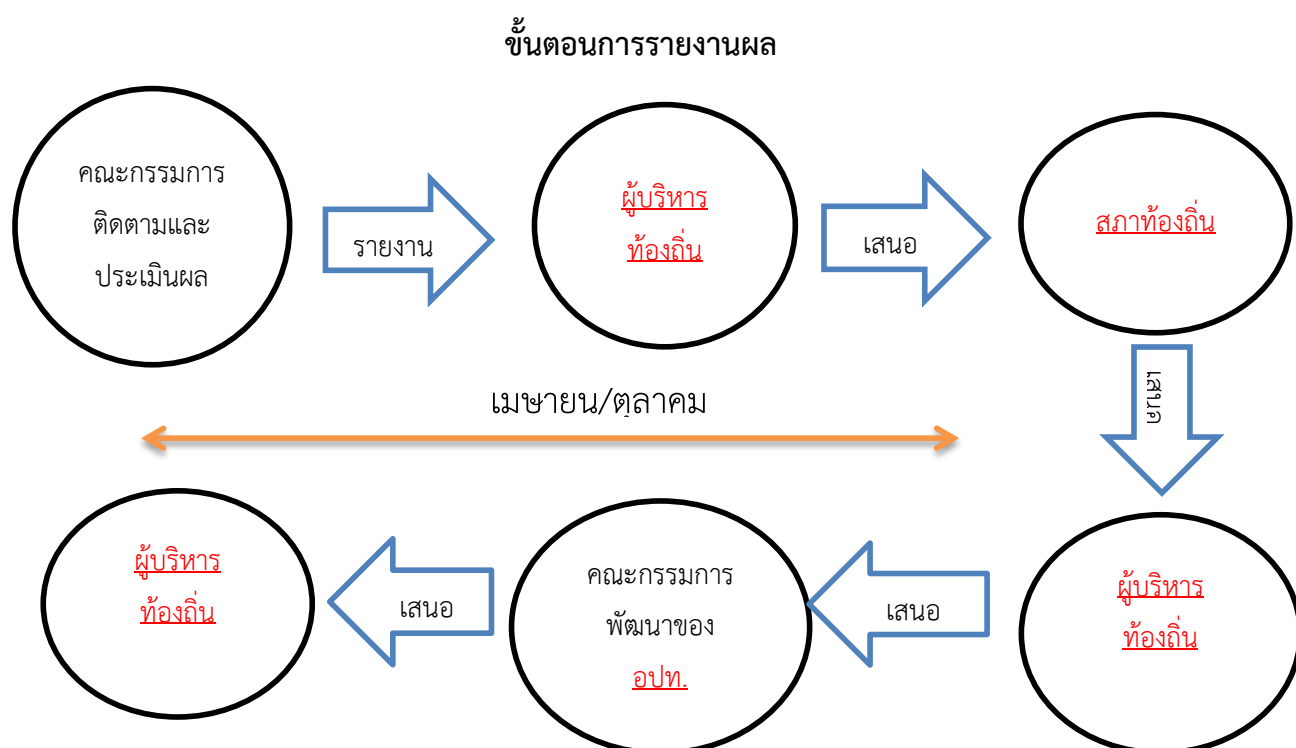 ขั้นตอนการรายงานผล
คณะกรรมการ
ติดตามและ
ประเมินผล
รายงาน
ผู้บริหาร
ท้องถิ่น
เสนอ
สภาท้องถิ่น
เสนอ
เมษายน/ตุลาคม
ผู้บริหาร
ท้องถิ่น
เสนอ
คณะกรรมการ
พัฒนาของ
อปท.
เสนอ
ผู้บริหาร
ท้องถิ่น